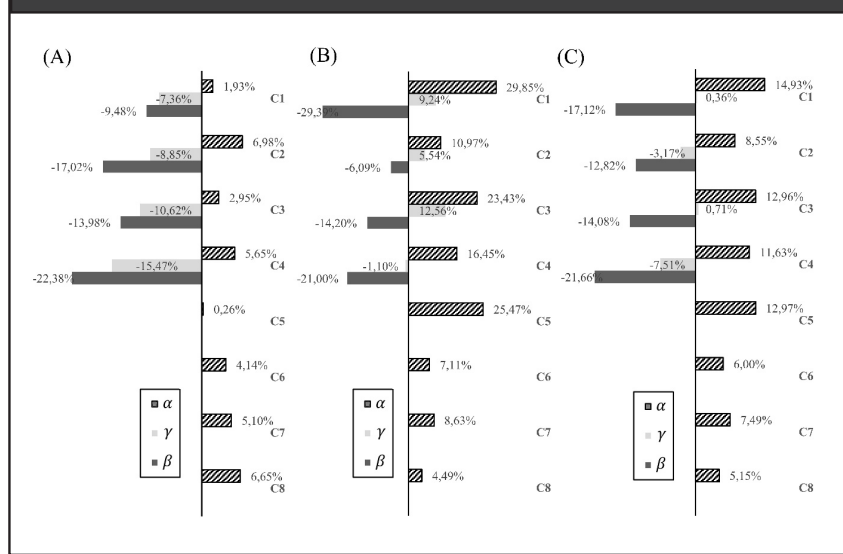 (A)
1,93%
-7,36%
C1
-9,48%
6,98%
-8,85%
C2
-17,02%
2,95%
-10,62%
C3
-13,98%
5,65%
-15,47%
C4
-22,38%
0,26%
C5
4,14%
C6
5,10%
C7
6,65%
C8
α
γ
β
(B)
29,85%
9,24%
C1
10,97%
5,54%
C2
-6,09%
23,43%
12,56%
C3
-14,20%
16,45%
-1,10%
C4
-21,00%
25,47%
C5
7,11%
C6
8,63%
C7
4,49%
C8
α
γ
β
(C)
14,93%
0,36%
C1
-17,12%
8,55%
-3,17%
C2
-12,82%
12,96%
0,71%
C3
-14,08%
11,63%
-7,51%
C4
-21,66%
12,97%
C5
6,00%
C6
7,49%
C7
5,15%
C8
α
γ
β